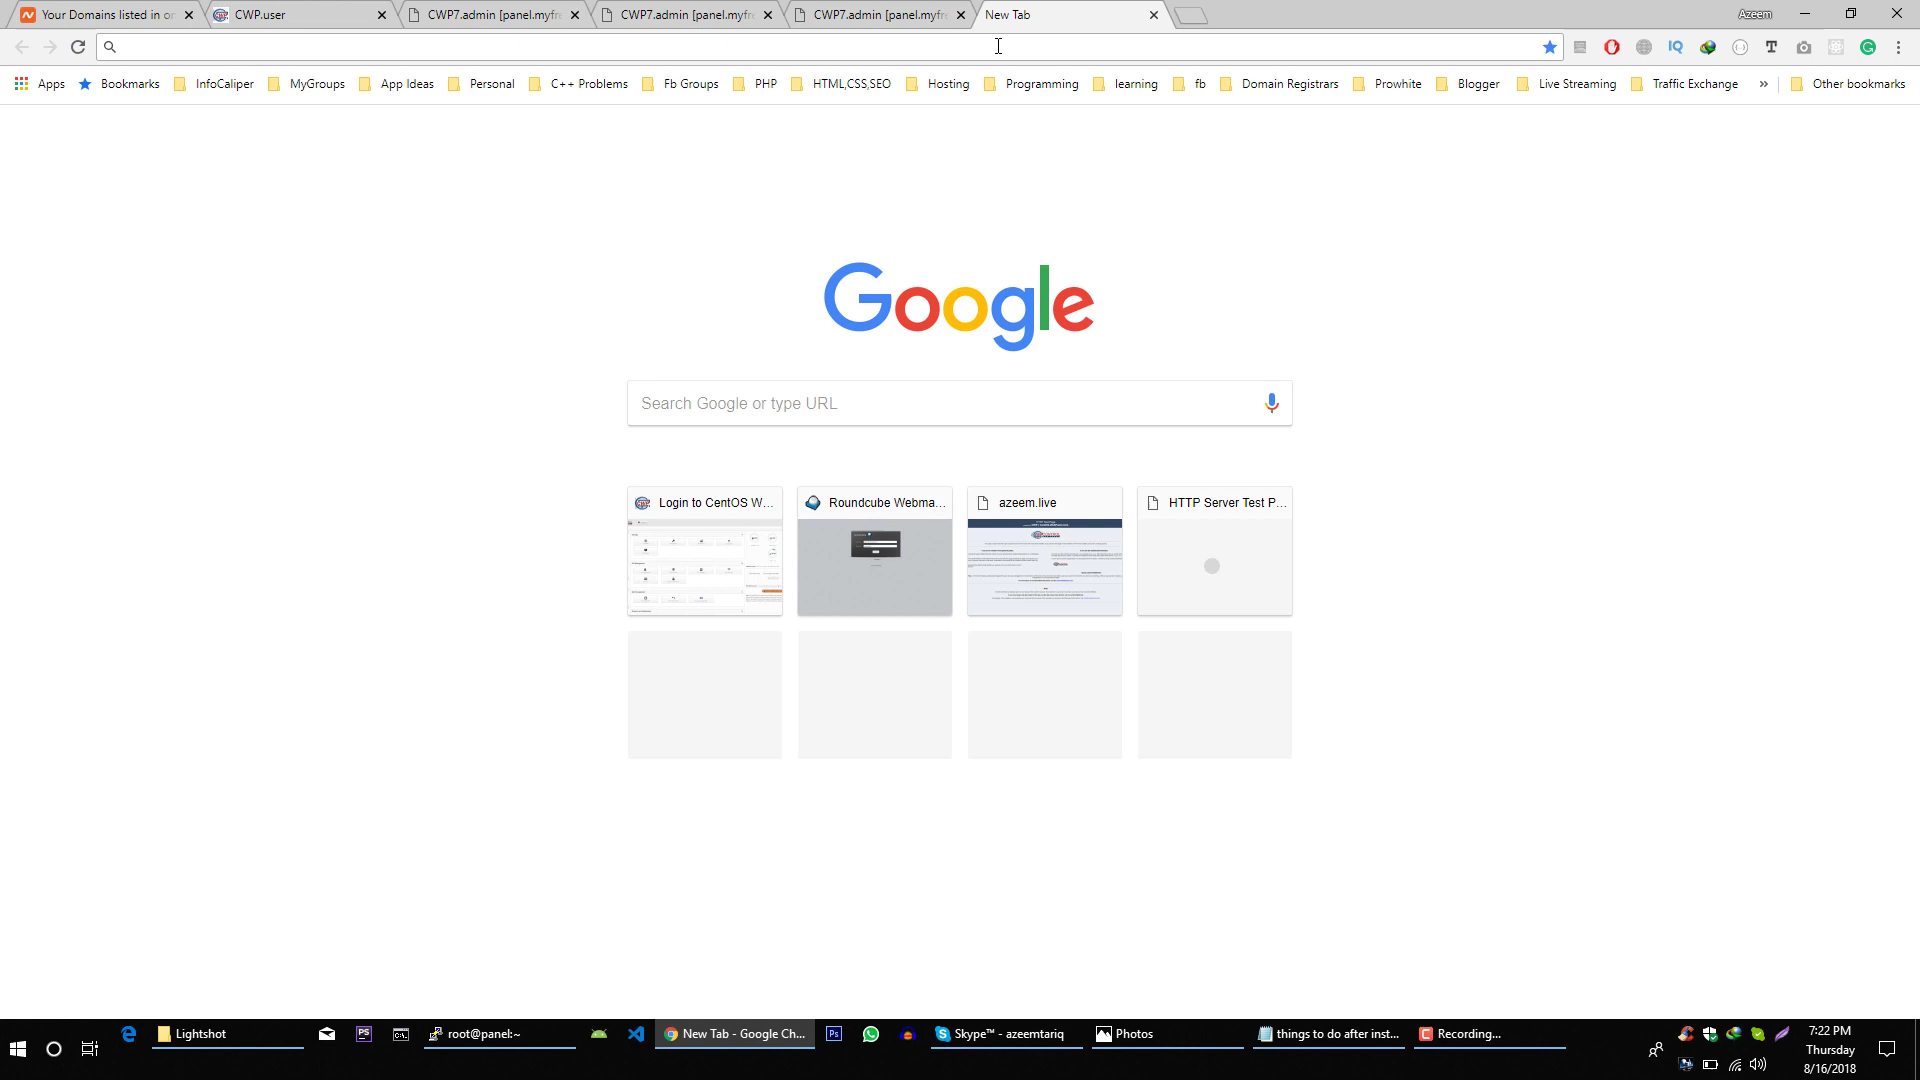 Your Domains listed in or
CWP.user
CWP7.admin [panel.myfre
CWP7.admin [panel.myfre
CWP7.admin [panel.myfre
New Tab
Azeem
Apps
Bookmarks
InfoCaliper
MyGroups
App Ideas
Personal
C++ Problems
Fb Groups
PHP
HTML,CSS,SEO
Hosting
Programming
learning
fb
Domain Registrars
Prowhite
Blogger
Live Streaming
Traffic Exchange
»
Other bookmarks
Google
Search Google or type URL
Login to CentOS W...
Roundcube Webma...
azeem.live
HTTP Server Test P...
Lightshot
root@panel:~
New Tab - Google Ch...
Skype™ - azeemtariq
Photos
things to do after inst...
Recording...
7:22 PM
Thursday
8/16/2018